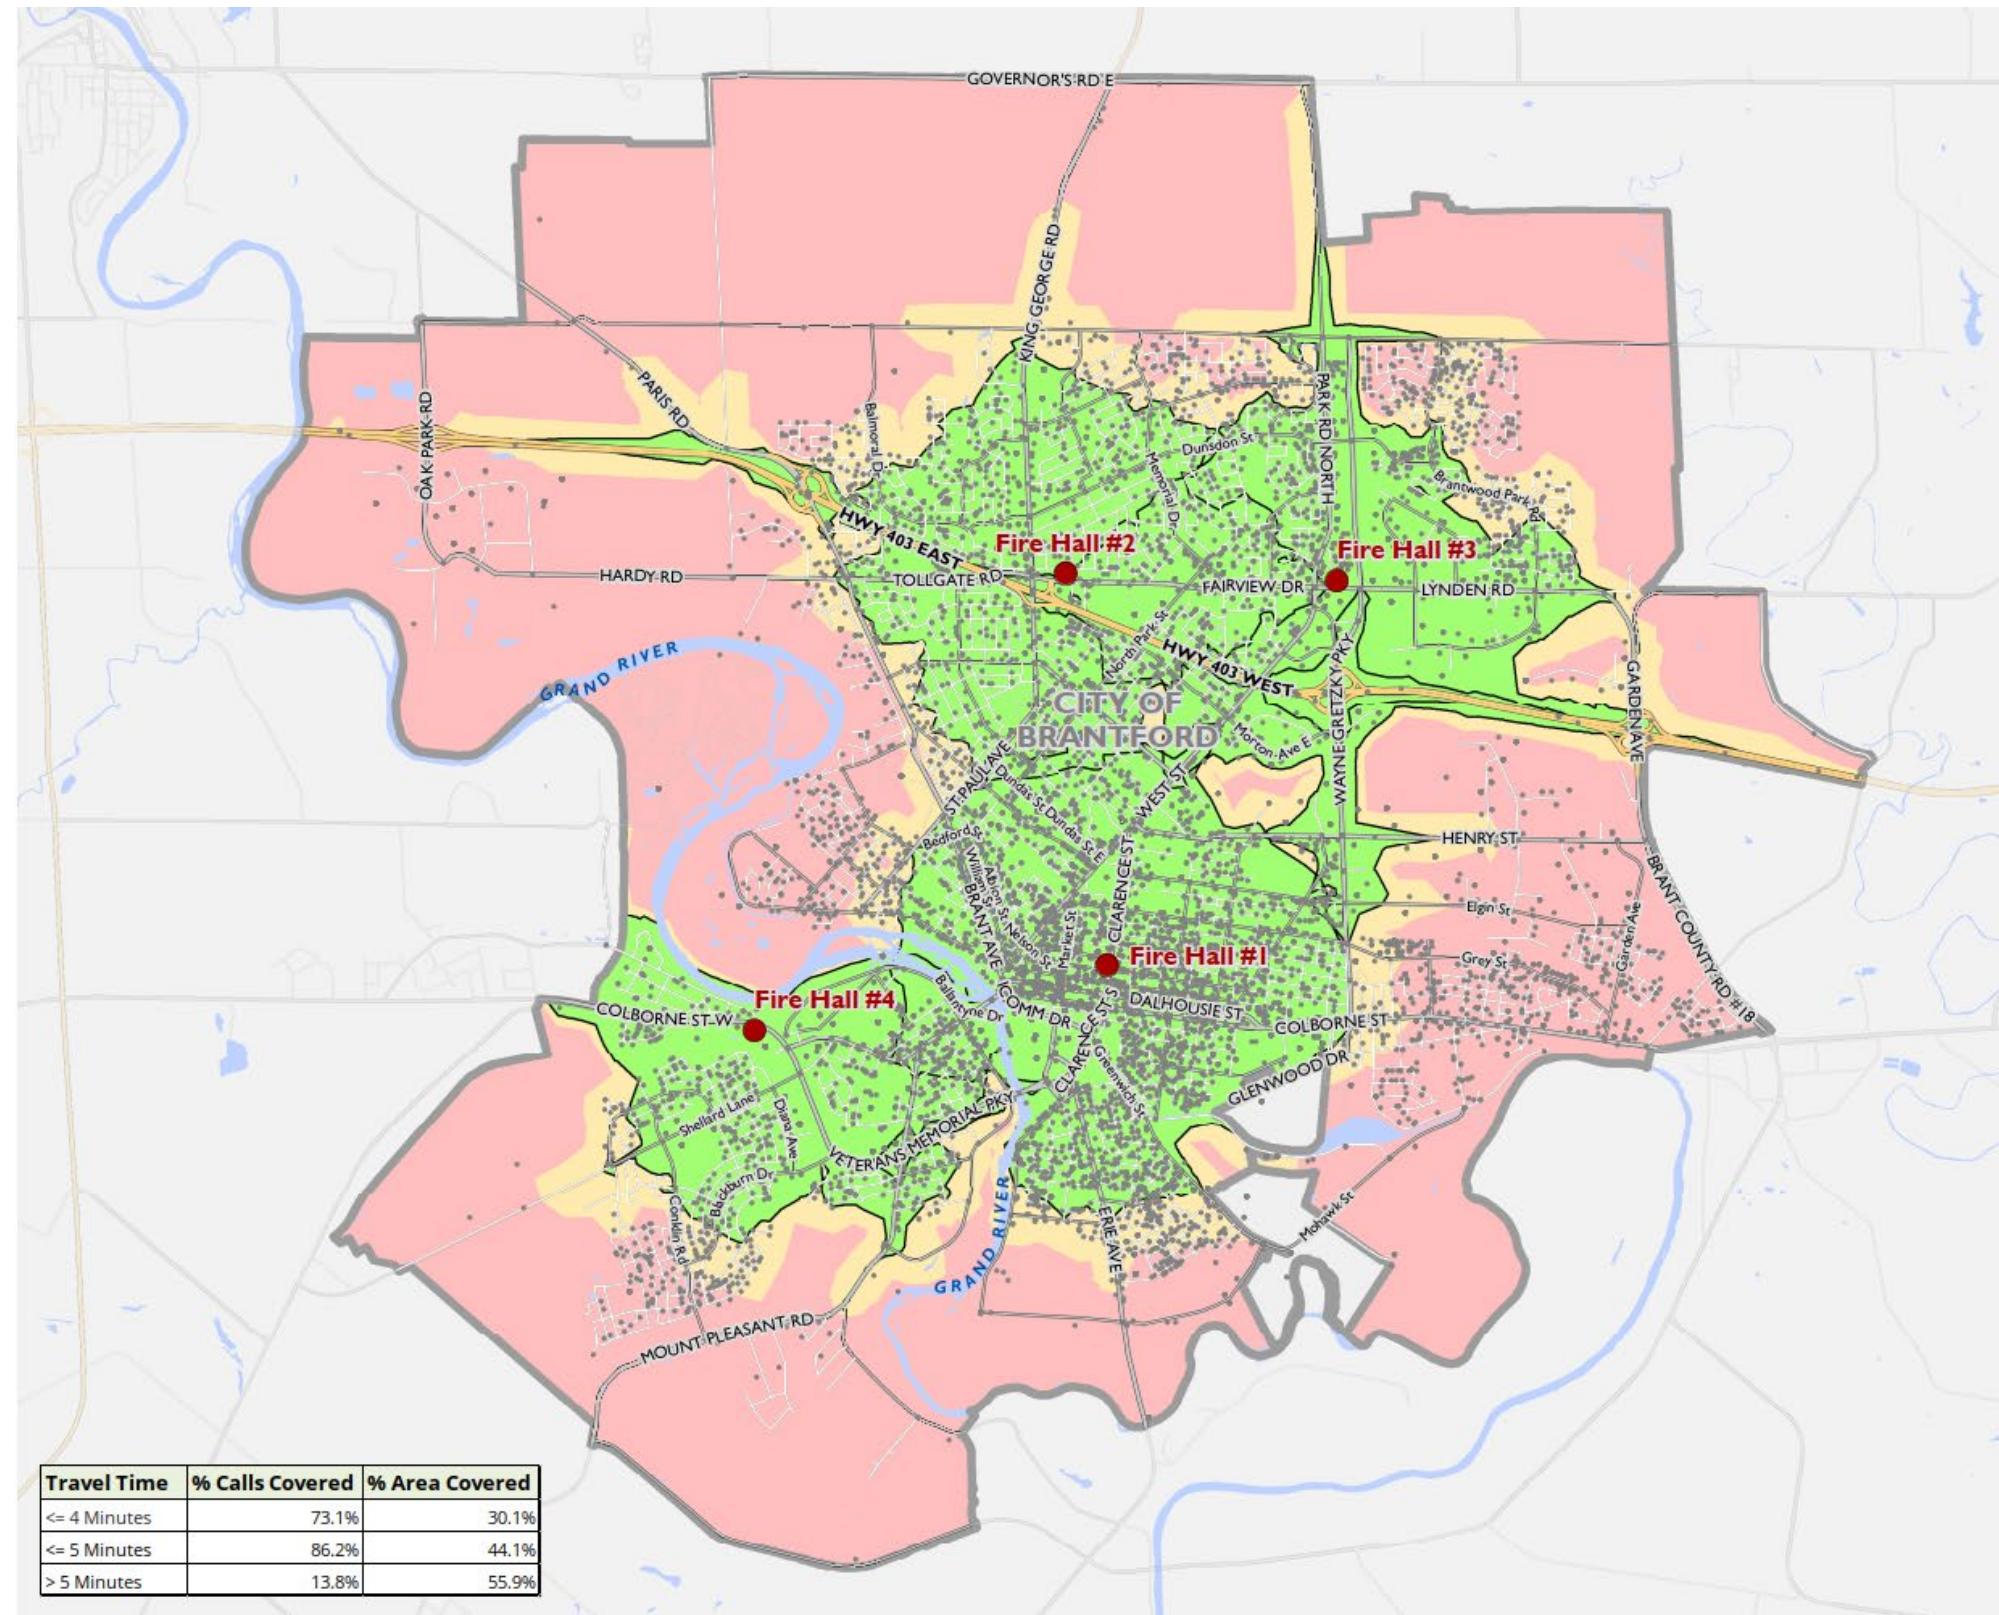 GOVERNOR'S RD E
KING GEORGE RD
PARIS RD
OAK PARK RD
Balmoral Dr
PARK RD NORTH
Dunsdon St
Memorial Dr
Brantwood Park Rd
HWY 403 EAST
Fire Hall #2
Fire Hall #3
HARDY RD
TOLLGATE RD
FAIRVIEW DR
LYNDEN RD
North Park St
HWY 403 WEST
WAYNE GRETZKY PKY
GARDEN AVE
GRAND RIVER
CITY OF
BRANTFORD
Morton Ave E
ST PAUL AVE
Dundas St
Dundas St E
WEST ST
Bedford St
HENRY ST
William St
Albion St
BRANT AVE
Nelson St
Market St
CLARENCE ST
Elgin St
Garden Ave
BRANT COUNTY RD #18
Grey St
Fire Hall #1
Fire Hall #4
COLBORNE ST W
Ballantyne Dr
ICOMM DR
DALHOUSIE ST
COLBORNE ST
CLARENCE ST S
GLENWOOD DR
Greenwich St
Shellard Lane
Diana Ave
VETERANS MEMORIAL PKY
Blackburn Dr
Conklin Rd
GRAND RIVER
ERIE AVE
Mohawk St
MOUNT PLEASANT RD
Travel Time % Calls Covered % Area Covered
<= 4 Minutes 73.1% 30.1%
<= 5 Minutes 86.2% 44.1%
> 5 Minutes 13.8% 55.9%